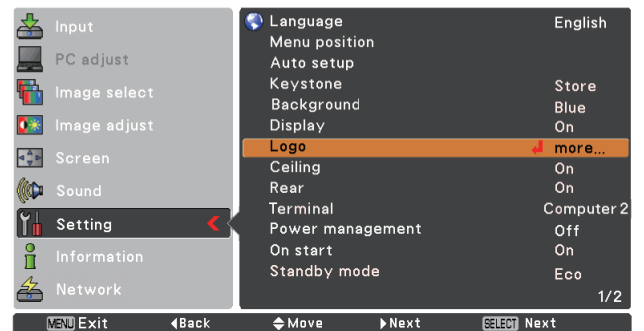 Input
PC adjust
Image select
Image adjust
Screen
Sound
Setting
Information
Network
Language English
Menu position
Auto setup
Keystone Store
Background Blue
Display On
Logo more...
Ceiling On
Rear On
Terminal Computer 2
Power management Off
On start On
Standby mode Eco
1/2
MENU Exit ◀Back Move ▶Next SELECT Next